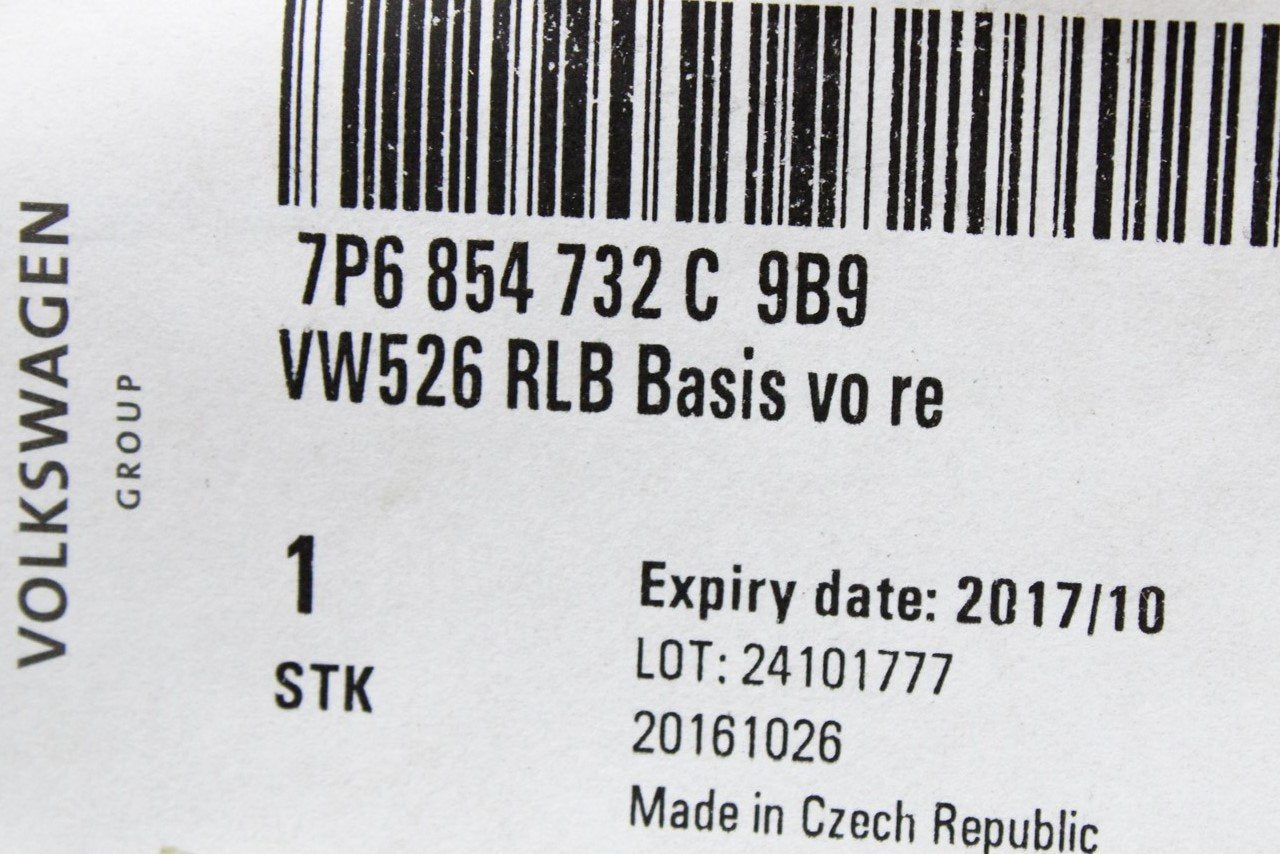 VOLKSWAGEN
GROUP
7P6 854 732 C 9B9
VW526 RLB Basis vo re
1
STK
Expiry date: 2017/10
LOT: 24101777
20161026
Made in Czech Republic